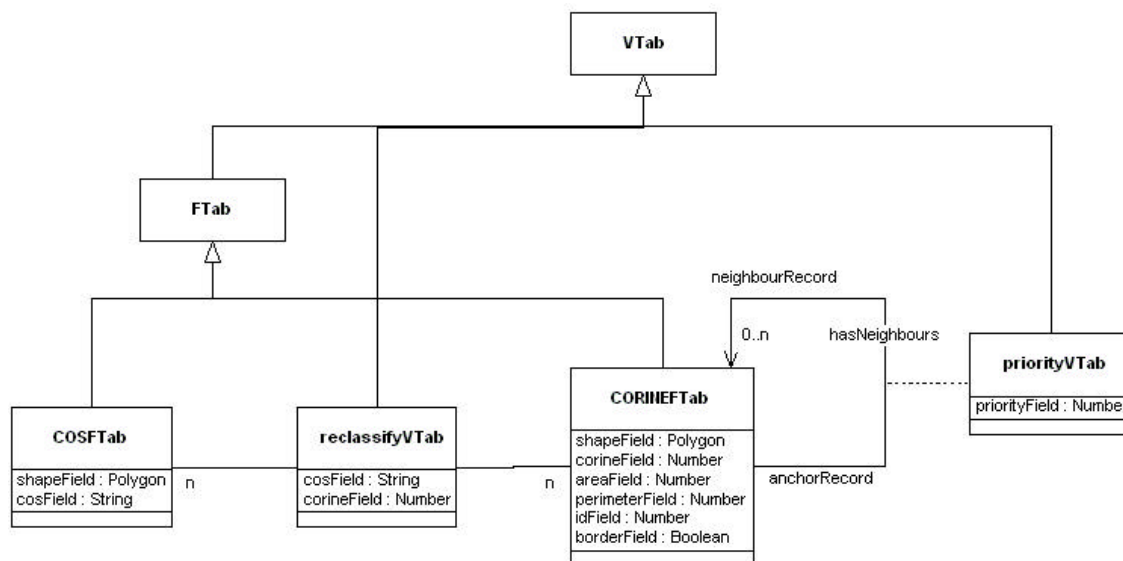 VTab
FTab
neighbourRecord
0..n
hasNeighbours
priorityVTab
priorityField : Numbe
CORINEFTab
shapeField : Polygon
corineField : Number
areaField : Number
perimeterField : Number
idField : Number
borderField : Boolean
anchorRecord
COSFTab
shapeField : Polygon
cosField : String
n
reclassifyVTab
cosField : String
corineField : Number
n